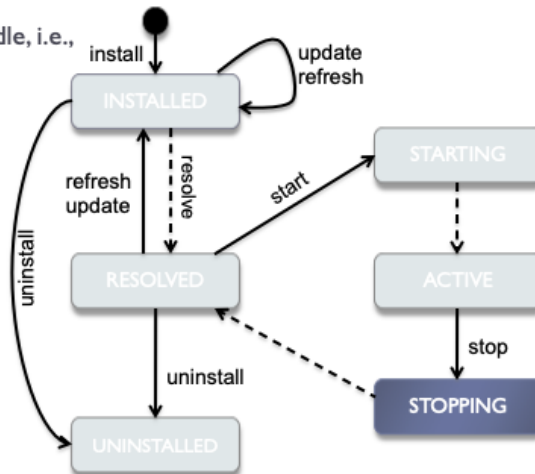 dle, i.e.,
install
update
refresh
INSTALLED
STARTING
refresh
update
resolve
start
uninstall
RESOLVED
ACTIVE
stop
uninstall
STOPPING
UNINSTALLED